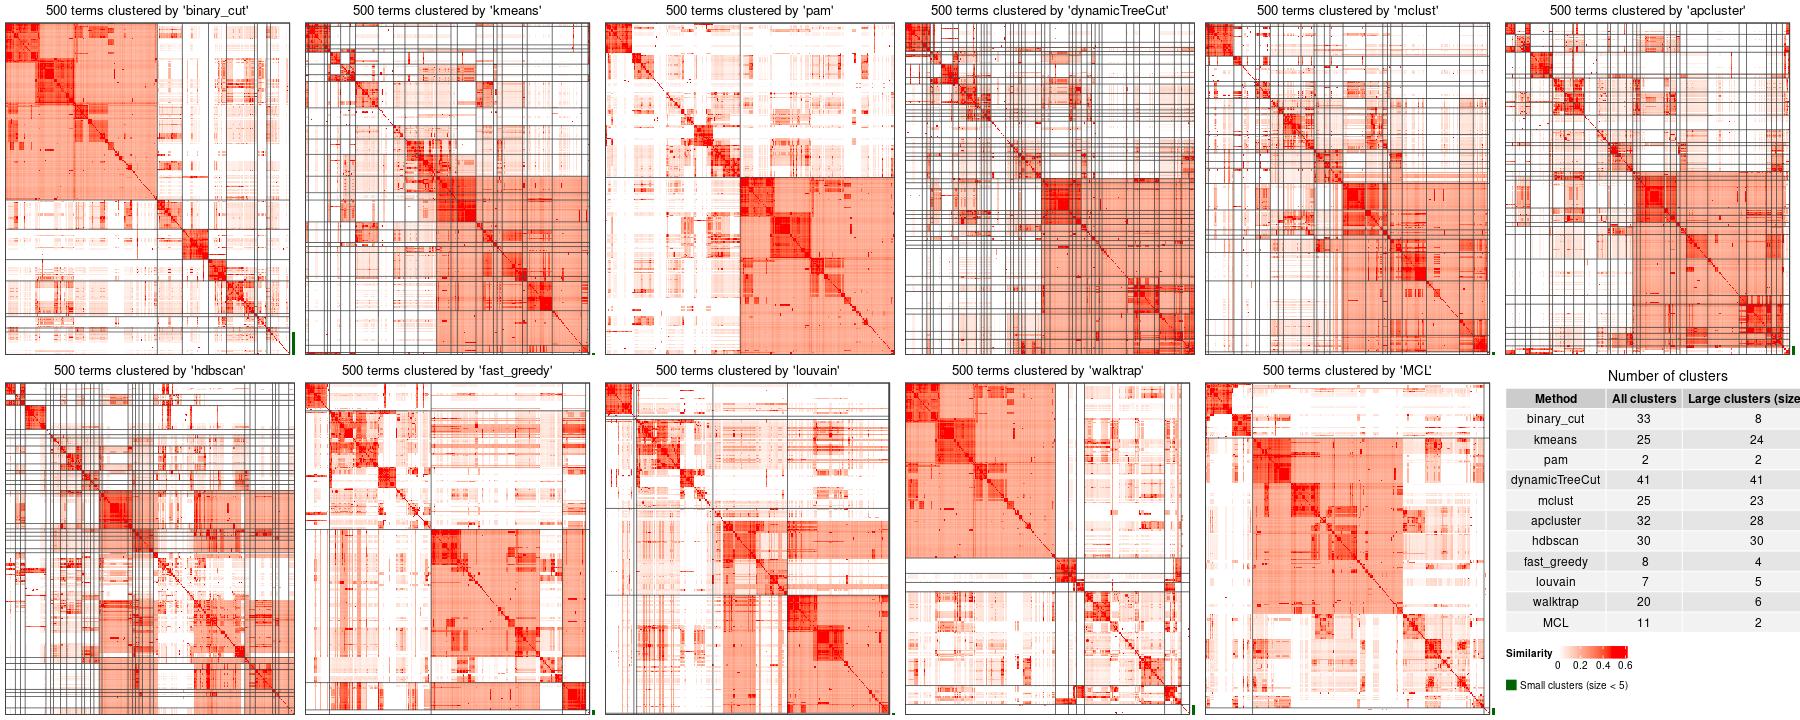 500 terms clustered by 'binary_cut'
500 terms clustered by 'kmeans'
500 terms clustered by 'pam'
500 terms clustered by 'dynamicTreeCut'
500 terms clustered by 'mclust'
500 terms clustered by 'apcluster'
500 terms clustered by 'hdbscan'
500 terms clustered by 'fast_greedy'
500 terms clustered by 'louvain'
500 terms clustered by 'walktrap'
500 terms clustered by 'MCL'
Number of clusters
Method All clusters Large clusters (size
binary_cut 33 8
kmeans 25 24
pam 2 2
dynamicTreeCut 41 41
mclust 25 23
apcluster 32 28
hdbscan 30 30
fast_greedy 8 4
louvain 7 5
walktrap 20 6
MCL 11 2
Similarity
0 0.2 0.4 0.6
Small clusters (size < 5)